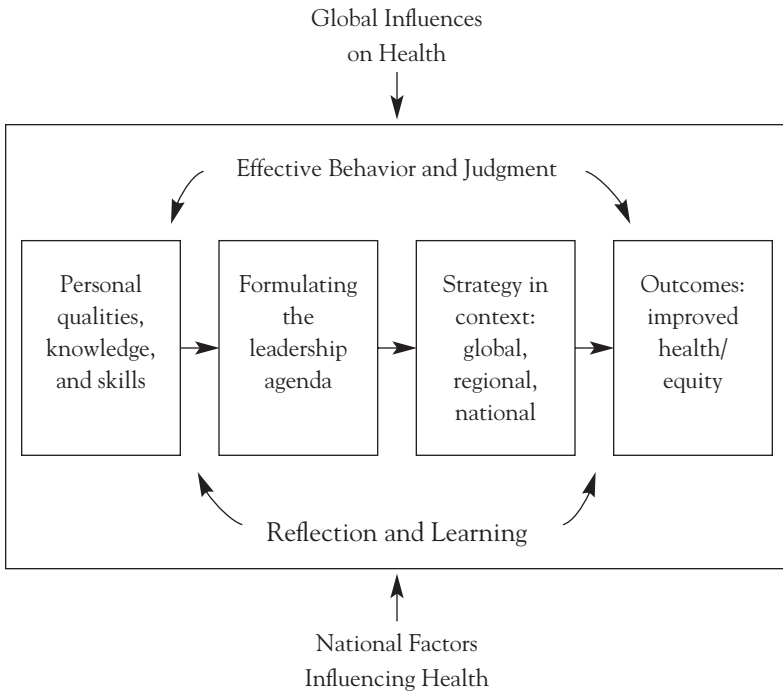 Global Influences
on Health
Effective Behavior and Judgment
Personal
qualities,
knowledge,
and skills
Formulating
the
leadership
agenda
Strategy in
context:
global,
regional,
national
Outcomes:
improved
health/
equity
Reflection and Learning
National Factors
Influencing Health